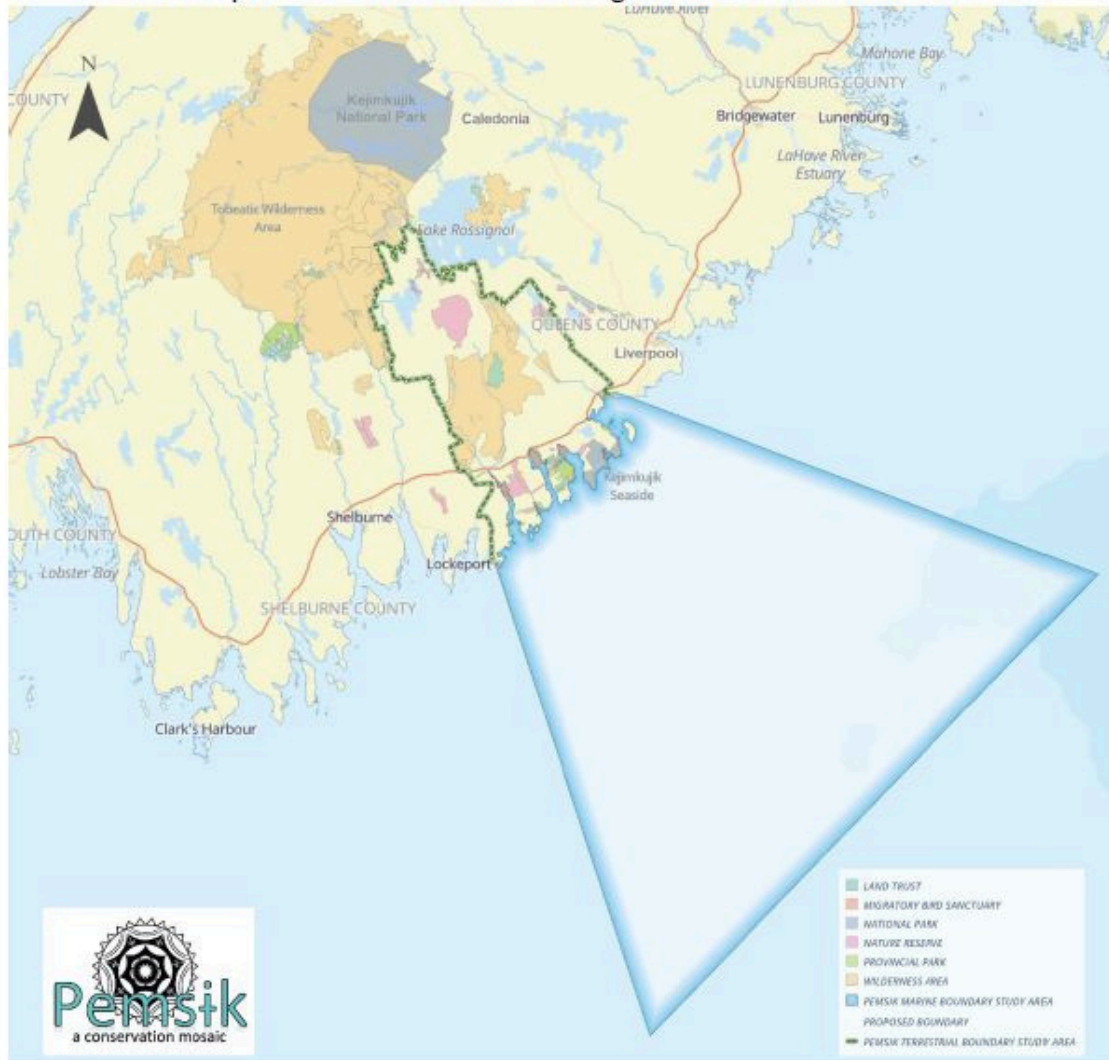 LaHave River
Mahone Bay
N
COUNTY
LUNENBURG COUNTY
Kejimkujik
National Park
Caledonia
Bridgewater
Lunenburg
LaHave River
Estuary
Tobeatic Wilderness
Area
Lake Rossignol
QUEENS COUNTY
Liverpool
Kejimkujik
Seaside
Shelburne
OUTH COUNTY
Lockeport
Lobster Bay
SHELBURNE COUNTY
Clark's Harbour
LAND TRUST
MIGRATORY BIRD SANCTUARY
NATIONAL PARK
NATURE RESERVE
PROVINCIAL PARK
WILDERNESS AREA
PEMSIK MARINE BOUNDARY STUDY AREA
PROPOSED BOUNDARY
PEMSIK TERRESTRIAL BOUNDARY STUDY AREA
Pemsik
a conservation mosaic